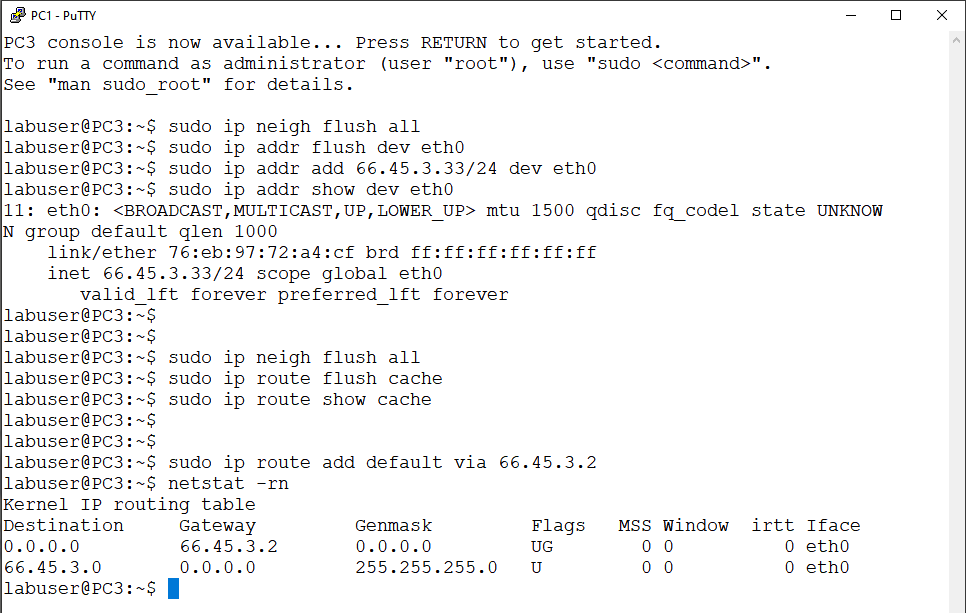 PC1 - PuTTY
PC3 console is now available... Press RETURN to get started.
To run a command as administrator (user "root"), use "sudo <command>".
See "man sudo_root" for details.
labuser@PC3:~$ sudo ip neigh flush all
labuser@PC3:~$ sudo ip addr flush dev eth0
labuser@PC3:~$ sudo ip addr add 66.45.3.33/24 dev eth0
labuser@PC3:~$ sudo ip addr show dev eth0
11: eth0: <BROADCAST,MULTICAST,UP,LOWER_UP> mtu 1500 qdisc fq_codel state UNKNOW
N group default qlen 1000
    link/ether 76:eb:97:72:a4:cf brd ff:ff:ff:ff:ff:ff
    inet 66.45.3.33/24 scope global eth0
       valid_lft forever preferred_lft forever
labuser@PC3:~$
labuser@PC3:~$
labuser@PC3:~$ sudo ip neigh flush all
labuser@PC3:~$ sudo ip route flush cache
labuser@PC3:~$ sudo ip route show cache
labuser@PC3:~$
labuser@PC3:~$
labuser@PC3:~$ sudo ip route add default via 66.45.3.2
labuser@PC3:~$ netstat -rn
Kernel IP routing table
Destination     Gateway         Genmask         Flags   MSS Window  irtt Iface
0.0.0.0         66.45.3.2       0.0.0.0         UG        0 0          0 eth0
66.45.3.0       0.0.0.0         255.255.255.0   U         0 0          0 eth0
labuser@PC3:~$